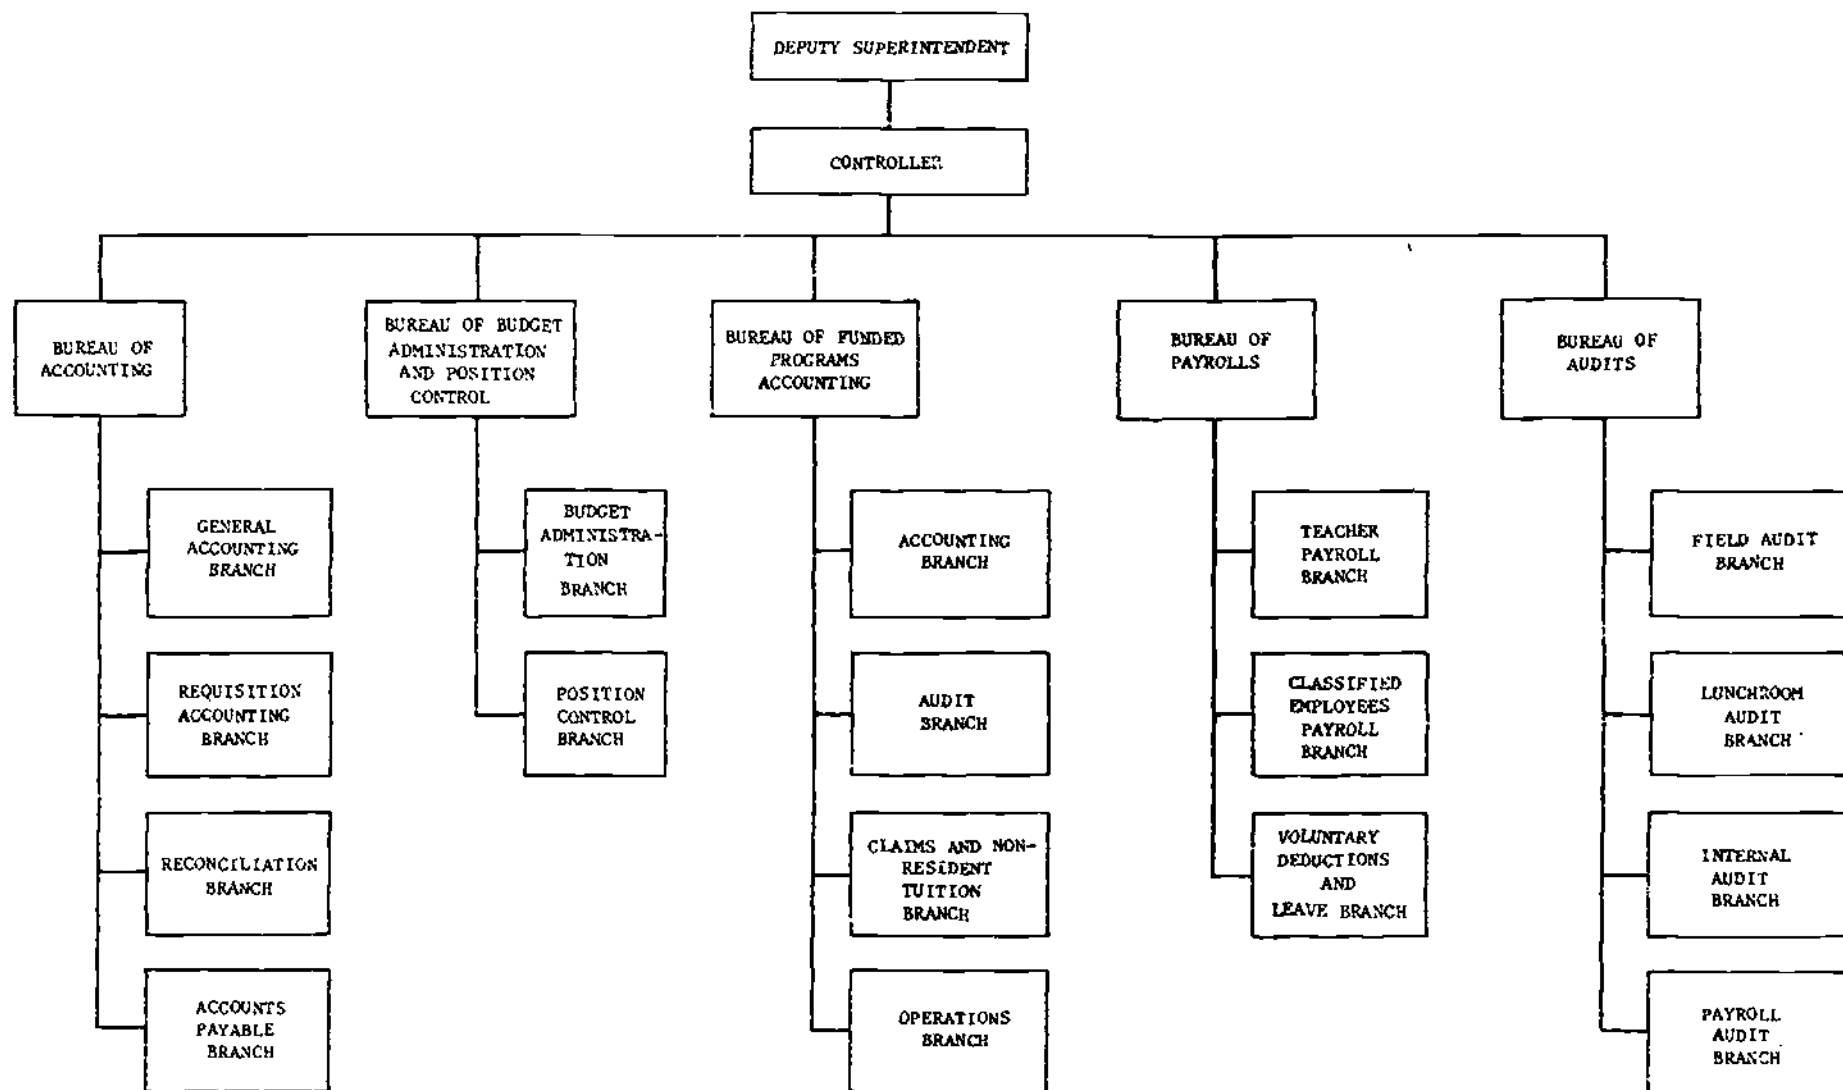 DEPUTY SUPERINTENDENT
CONTROLLER
BUREAU OF
ACCOUNTING
BUREAU OF BUDGET
ADMINISTRATION
AND POSITION
CONTROL
BUREAU OF FUNDED
PROGRAMS
ACCOUNTING
BUREAU OF
PAYROLLS
BUREAU OF
AUDITS
GENERAL
ACCOUNTING
BRANCH
REQUISITION
ACCOUNTING
BRANCH
RECONCILIATION
BRANCH
ACCOUNTS
PAYABLE
BRANCH
BUDGET
ADMINISTRA-
TION
BRANCH
POSITION
CONTROL
BRANCH
ACCOUNTING
BRANCH
AUDIT
BRANCH
CLAIMS AND NON-
RESIDENT
TUITION
BRANCH
OPERATIONS
BRANCH
TEACHER
PAYROLL
BRANCH
CLASSIFIED
EMPLOYEES
PAYROLL
BRANCH
VOLUNTARY
DEDUCTIONS
AND
LEAVE BRANCH
FIELD AUDIT
BRANCH
LUNCHROOM
AUDIT
BRANCH
INTERNAL
AUDIT
BRANCH
PAYROLL
AUDIT
BRANCH